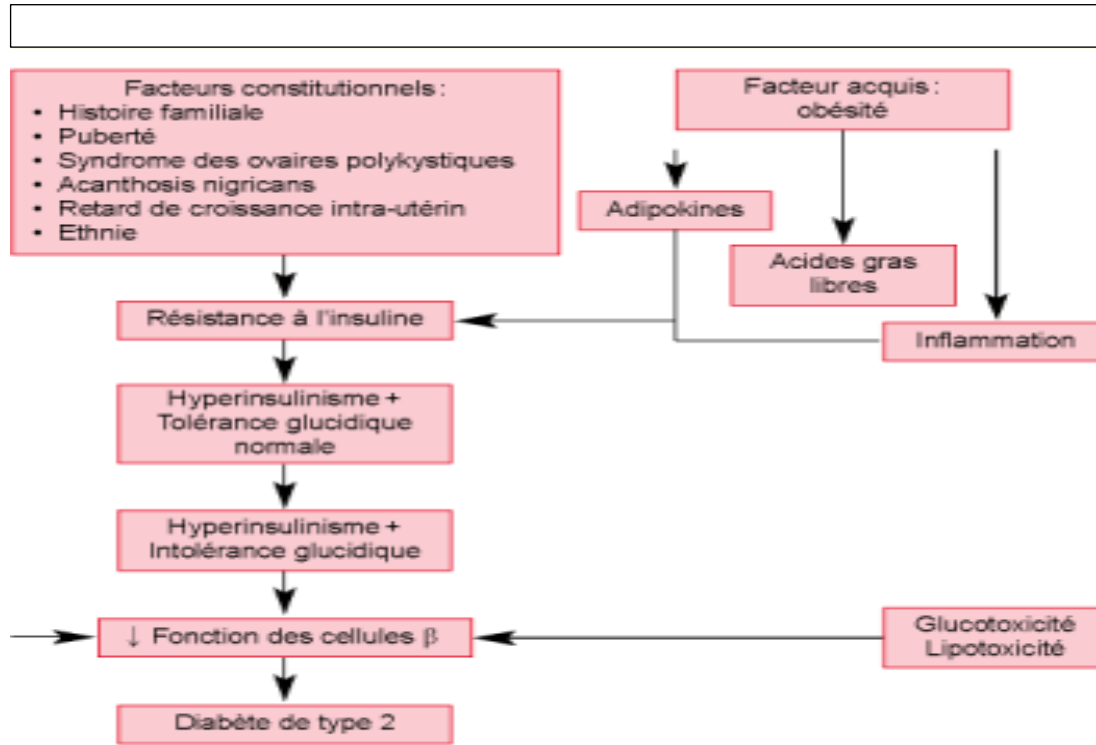 Facteurs constitutionnels :
• Histoire familiale
• Puberté
• Syndrome des ovaires polykystiques
• Acanthosis nigricans
• Retard de croissance intra-utérin
• Ethnie
Facteur acquis :
obésité
Adipokines
Acides gras
libres
Inflammation
Résistance à l'insuline
Hyperinsulinisme +
Tolérance glucidique
normale
Hyperinsulinisme +
Intolérance glucidique
↓ Fonction des cellules β
Glucotoxicité
Lipotoxicité
Diabète de type 2